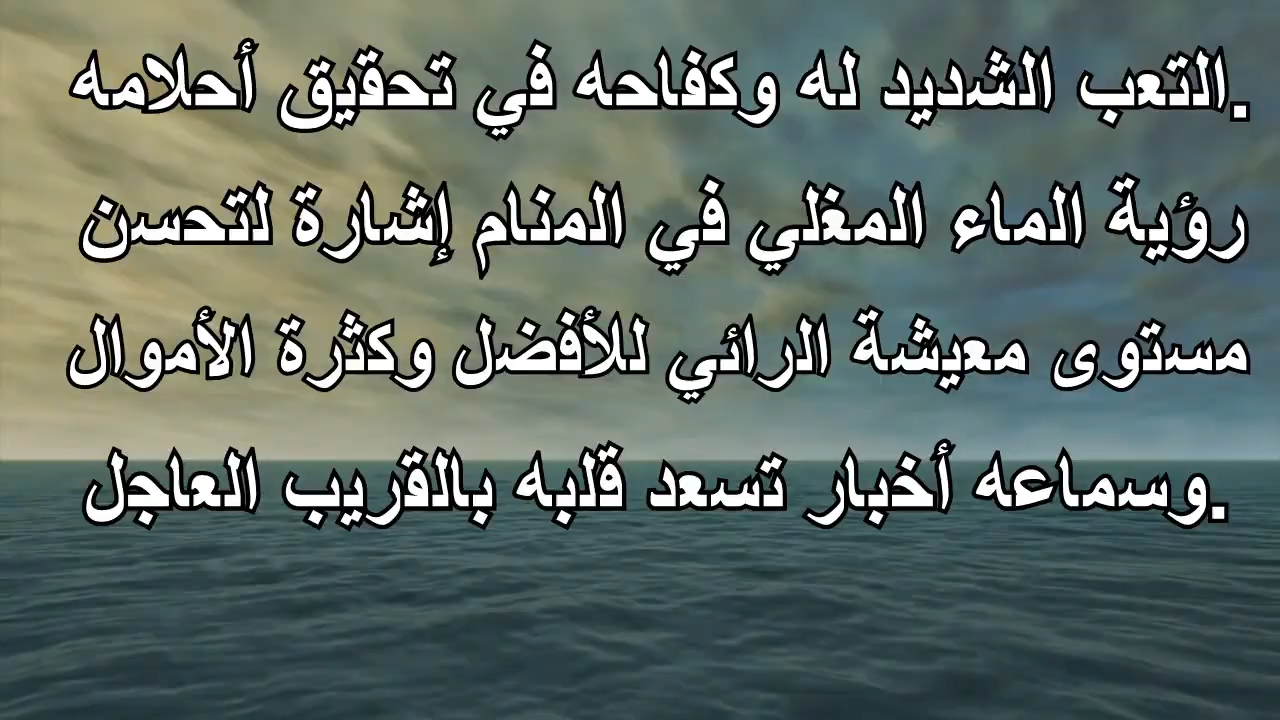 التعب الشديد له وكفاحه في تحقيق أحلامه.
رؤية الماء المغلي في المنام إشارة لتحسن
مستوى معيشة الرائي للأفضل وكثرة الأموال
وسماعه أخبار تسعد قلبه بالقريب العاجل.